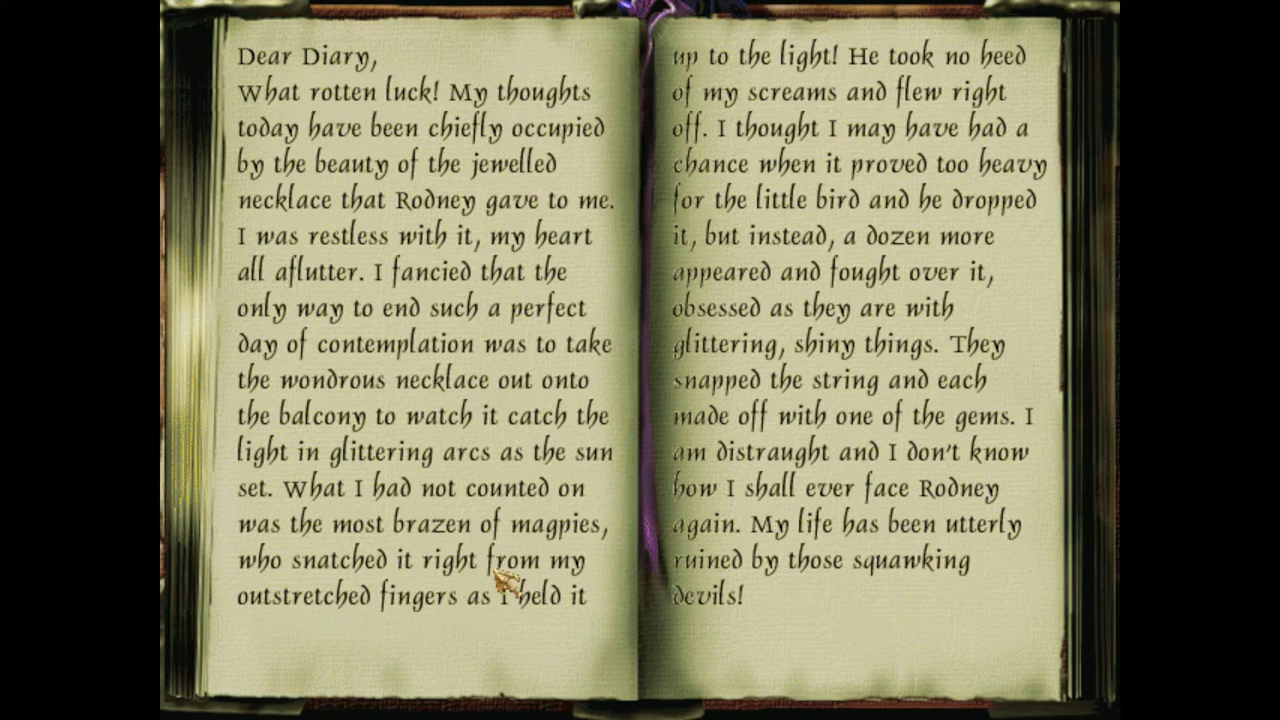 Dear Diary,
What rotten luck! My thoughts
today have been chiefly occupied
by the beauty of the jewelled
necklace that Rodney gave to me.
I was restless with it, my heart
all aflutter. I fancied that the
only way to end such a perfect
day of contemplation was to take
the wondrous necklace out onto
the balcony to watch it catch the
light in glittering arcs as the sun
set. What I had not counted on
was the most brazen of magpies,
who snatched it right from my
outstretched fingers as I held it
up to the light! He took no heed
of my screams and flew right
off. I thought I may have had a
chance when it proved too heavy
for the little bird and he dropped
it, but instead, a dozen more
appeared and fought over it,
obsessed as they are with
glittering, shiny things. They
snapped the string and each
made off with one of the gems. I
am distraught and I don't know
how I shall ever face Rodney
again. My life has been utterly
ruined by those squawking
devils!